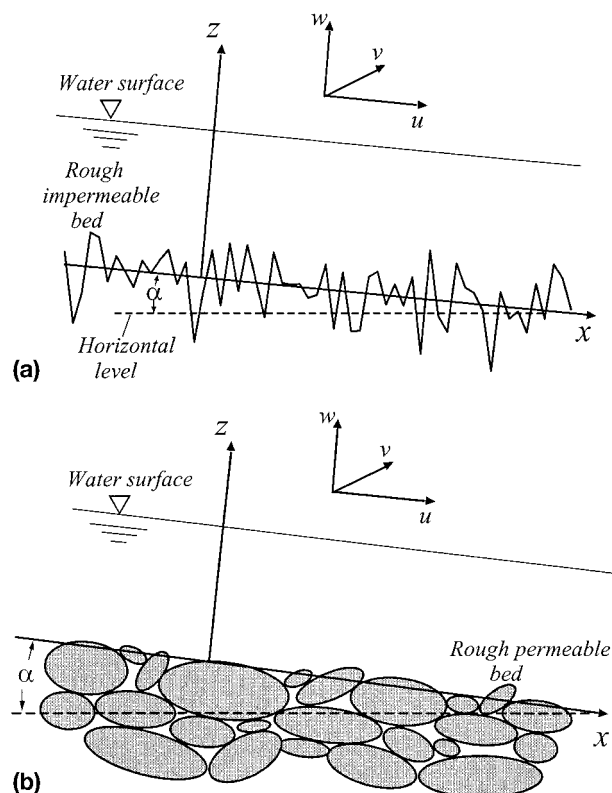 z
w
v
u
Water surface
Rough
impermeable
bed
α
Horizontal
level
x
(a)
z
w
v
u
Water surface
Rough permeable
bed
α
x
(b)